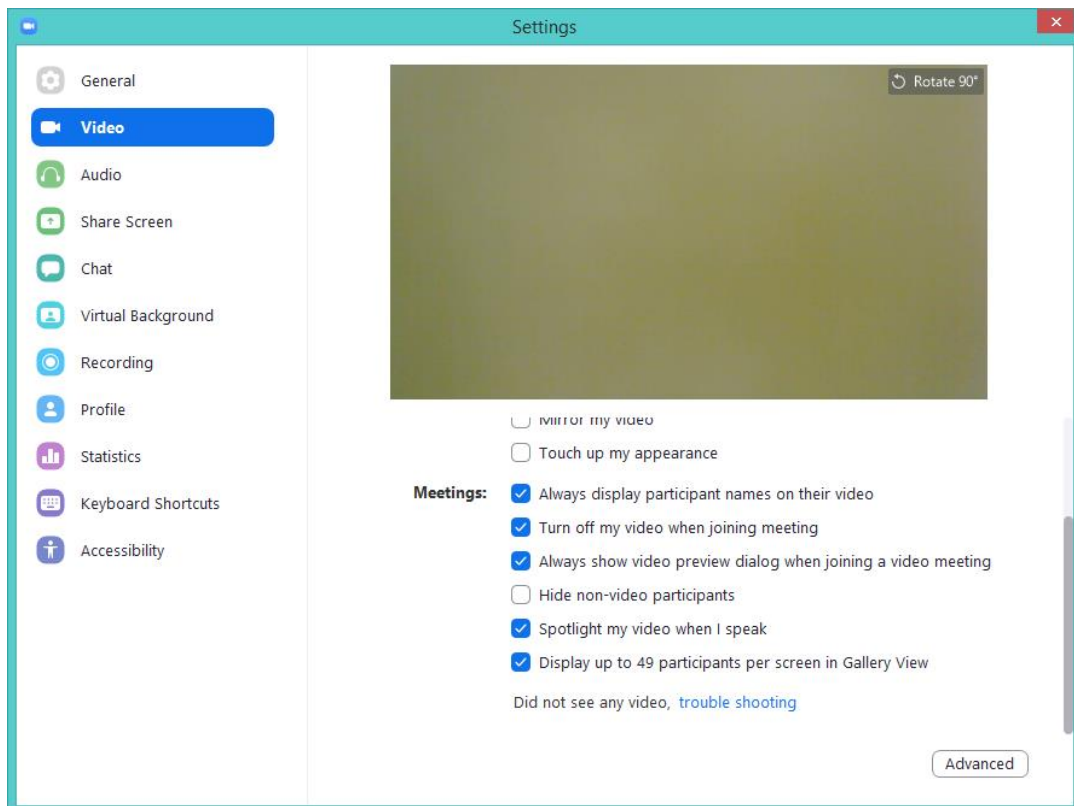 Settings
General
Video
Audio
Share Screen
Chat
Virtual Background
Recording
Profile
Statistics
Keyboard Shortcuts
Accessibility
Rotate 90°
Mirror my video
Touch up my appearance
Meetings:
Always display participant names on their video
Turn off my video when joining meeting
Always show video preview dialog when joining a video meeting
Hide non-video participants
Spotlight my video when I speak
Display up to 49 participants per screen in Gallery View
Did not see any video, trouble shooting
Advanced